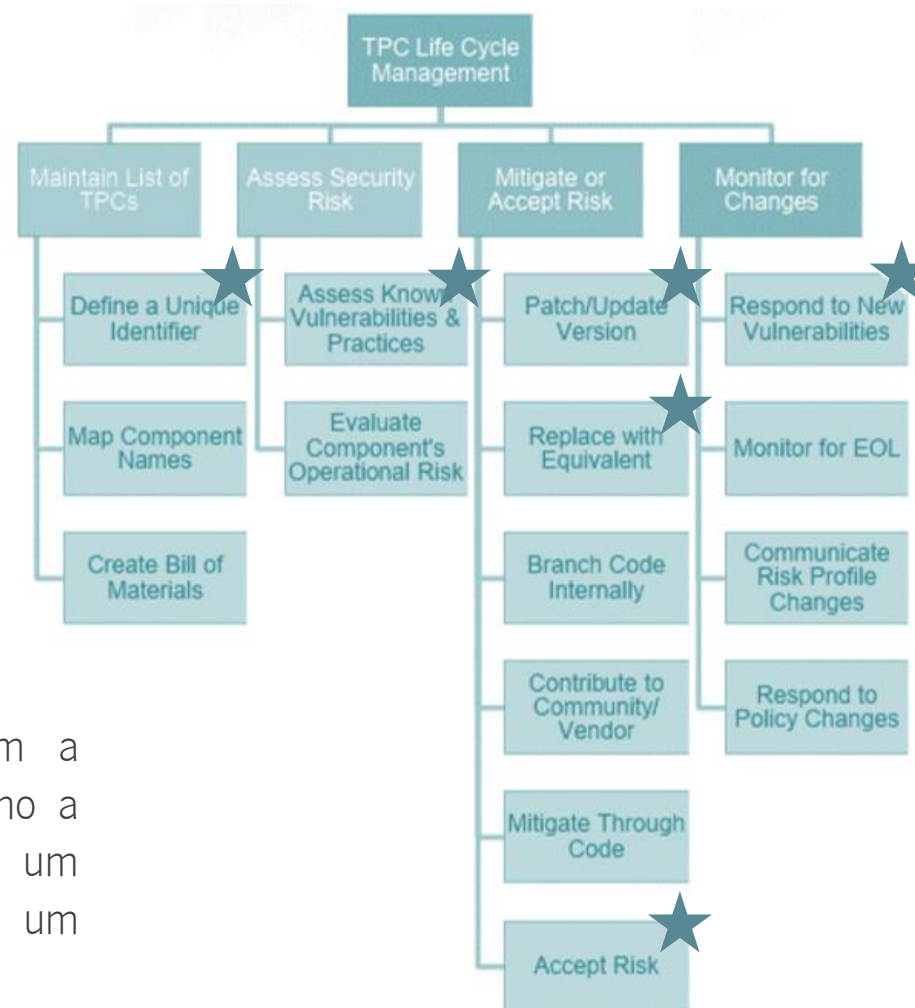 TPC Life Cycle
Management
Maintain List of
TPCs
Define a Unique
Identifier
Map Component
Names
Create Bill of
Materials
Assess Security
Risk
Assess Known
Vulnerabilities &
Practices
Evaluate
Component's
Operational Risk
Mitigate or
Accept Risk
Patch/Update
Version
Replace with
Equivalent
Branch Code
Internally
Contribute to
Community/
Vendor
Mitigate Through
Code
Accept Risk
Monitor for
Changes
Respond to New
Vulnerabilities
Monitor for EOL
Communicate
Risk Profile
Changes
Respond to
Policy Changes
a
a
um
um